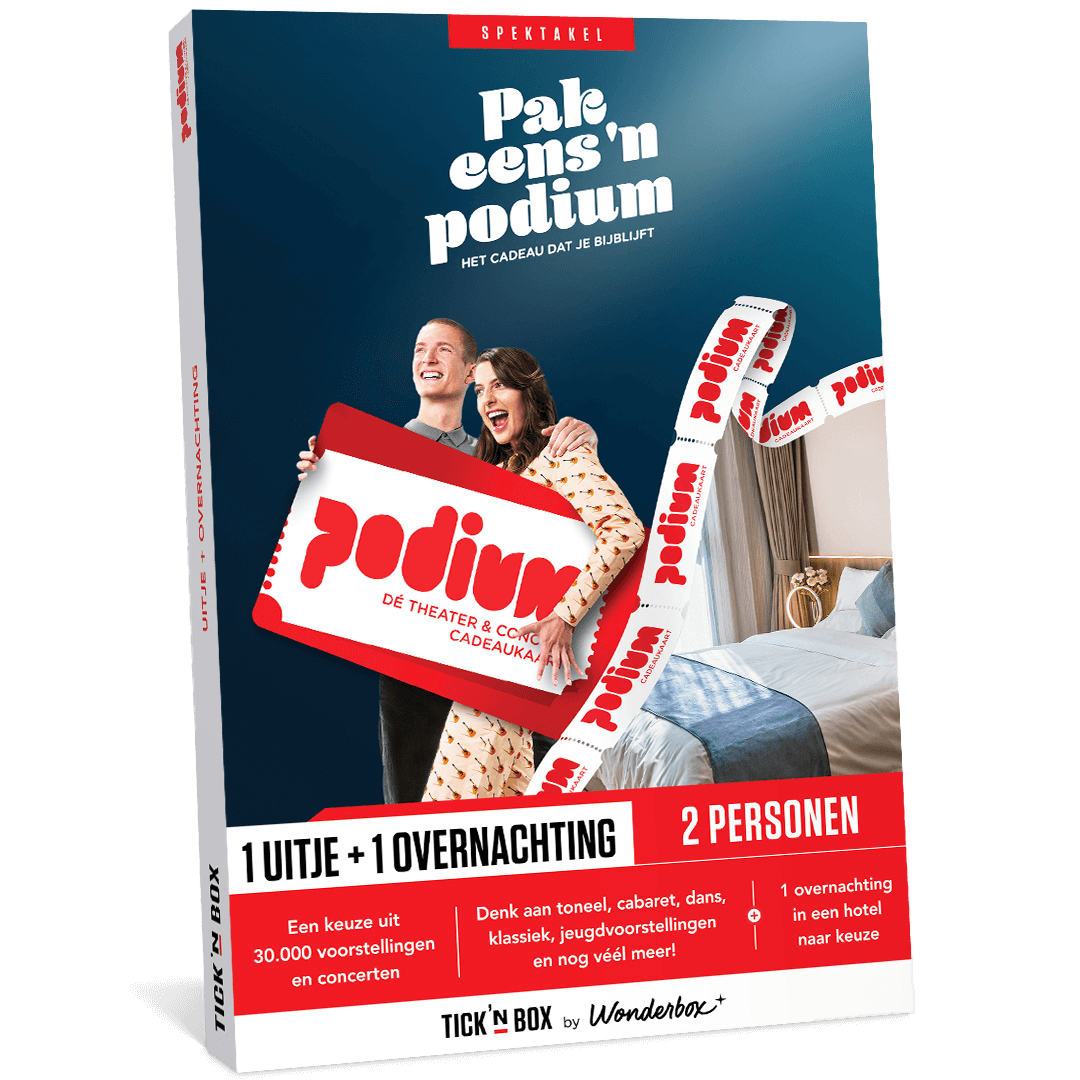 SPEKTAKEL
Pak
eens 'n
podium
HET CADEAU DAT JE BIJBLIJFT
podium
UITJE + OVERNACHTING
TICK 'N BOX
podium
DÉ THEATER & CONC
CADEAUKAART
podium
CADEAUKAART
podium
podium
CADEAUKAART
podium
CADEAUKAART
podium
CADEAUKAART
1 UITJE + 1 OVERNACHTING
2 PERSONEN
Een keuze uit
30.000 voorstellingen
en concerten
Denk aan toneel, cabaret, dans,
klassiek, jeugdvoorstellingen
en nog véél meer!
+
1 overnachting
in een hotel
naar keuze
TICK 'N BOX by Wonderbox